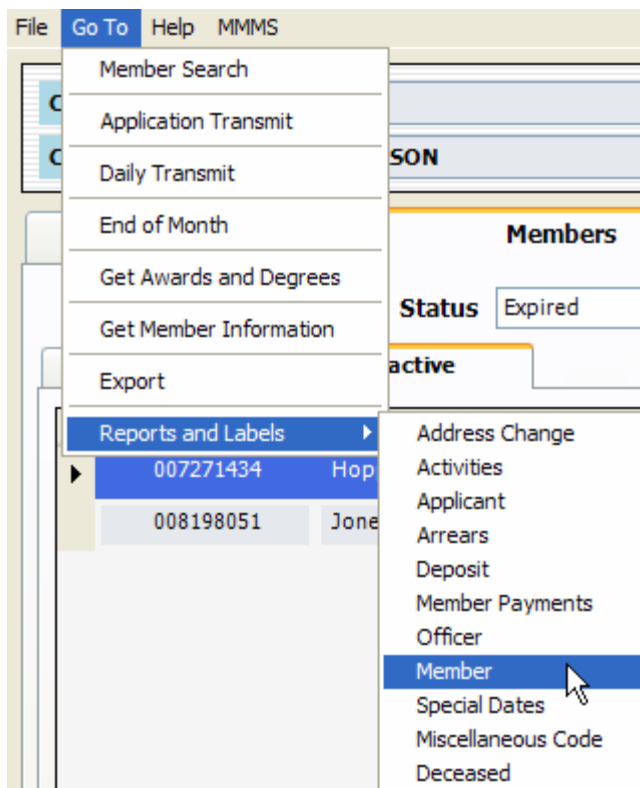 File Go To Help MMMS
Member Search
Application Transmit
SON
Daily Transmit
End of Month
Members
Get Awards and Degrees
Status Expired
Get Member Information
active
Export
Reports and Labels
Address Change
007271434 Hop
Activities
Applicant
008198051 Jone
Arrears
Deposit
Member Payments
Officer
Member
Special Dates
Miscellaneous Code
Deceased